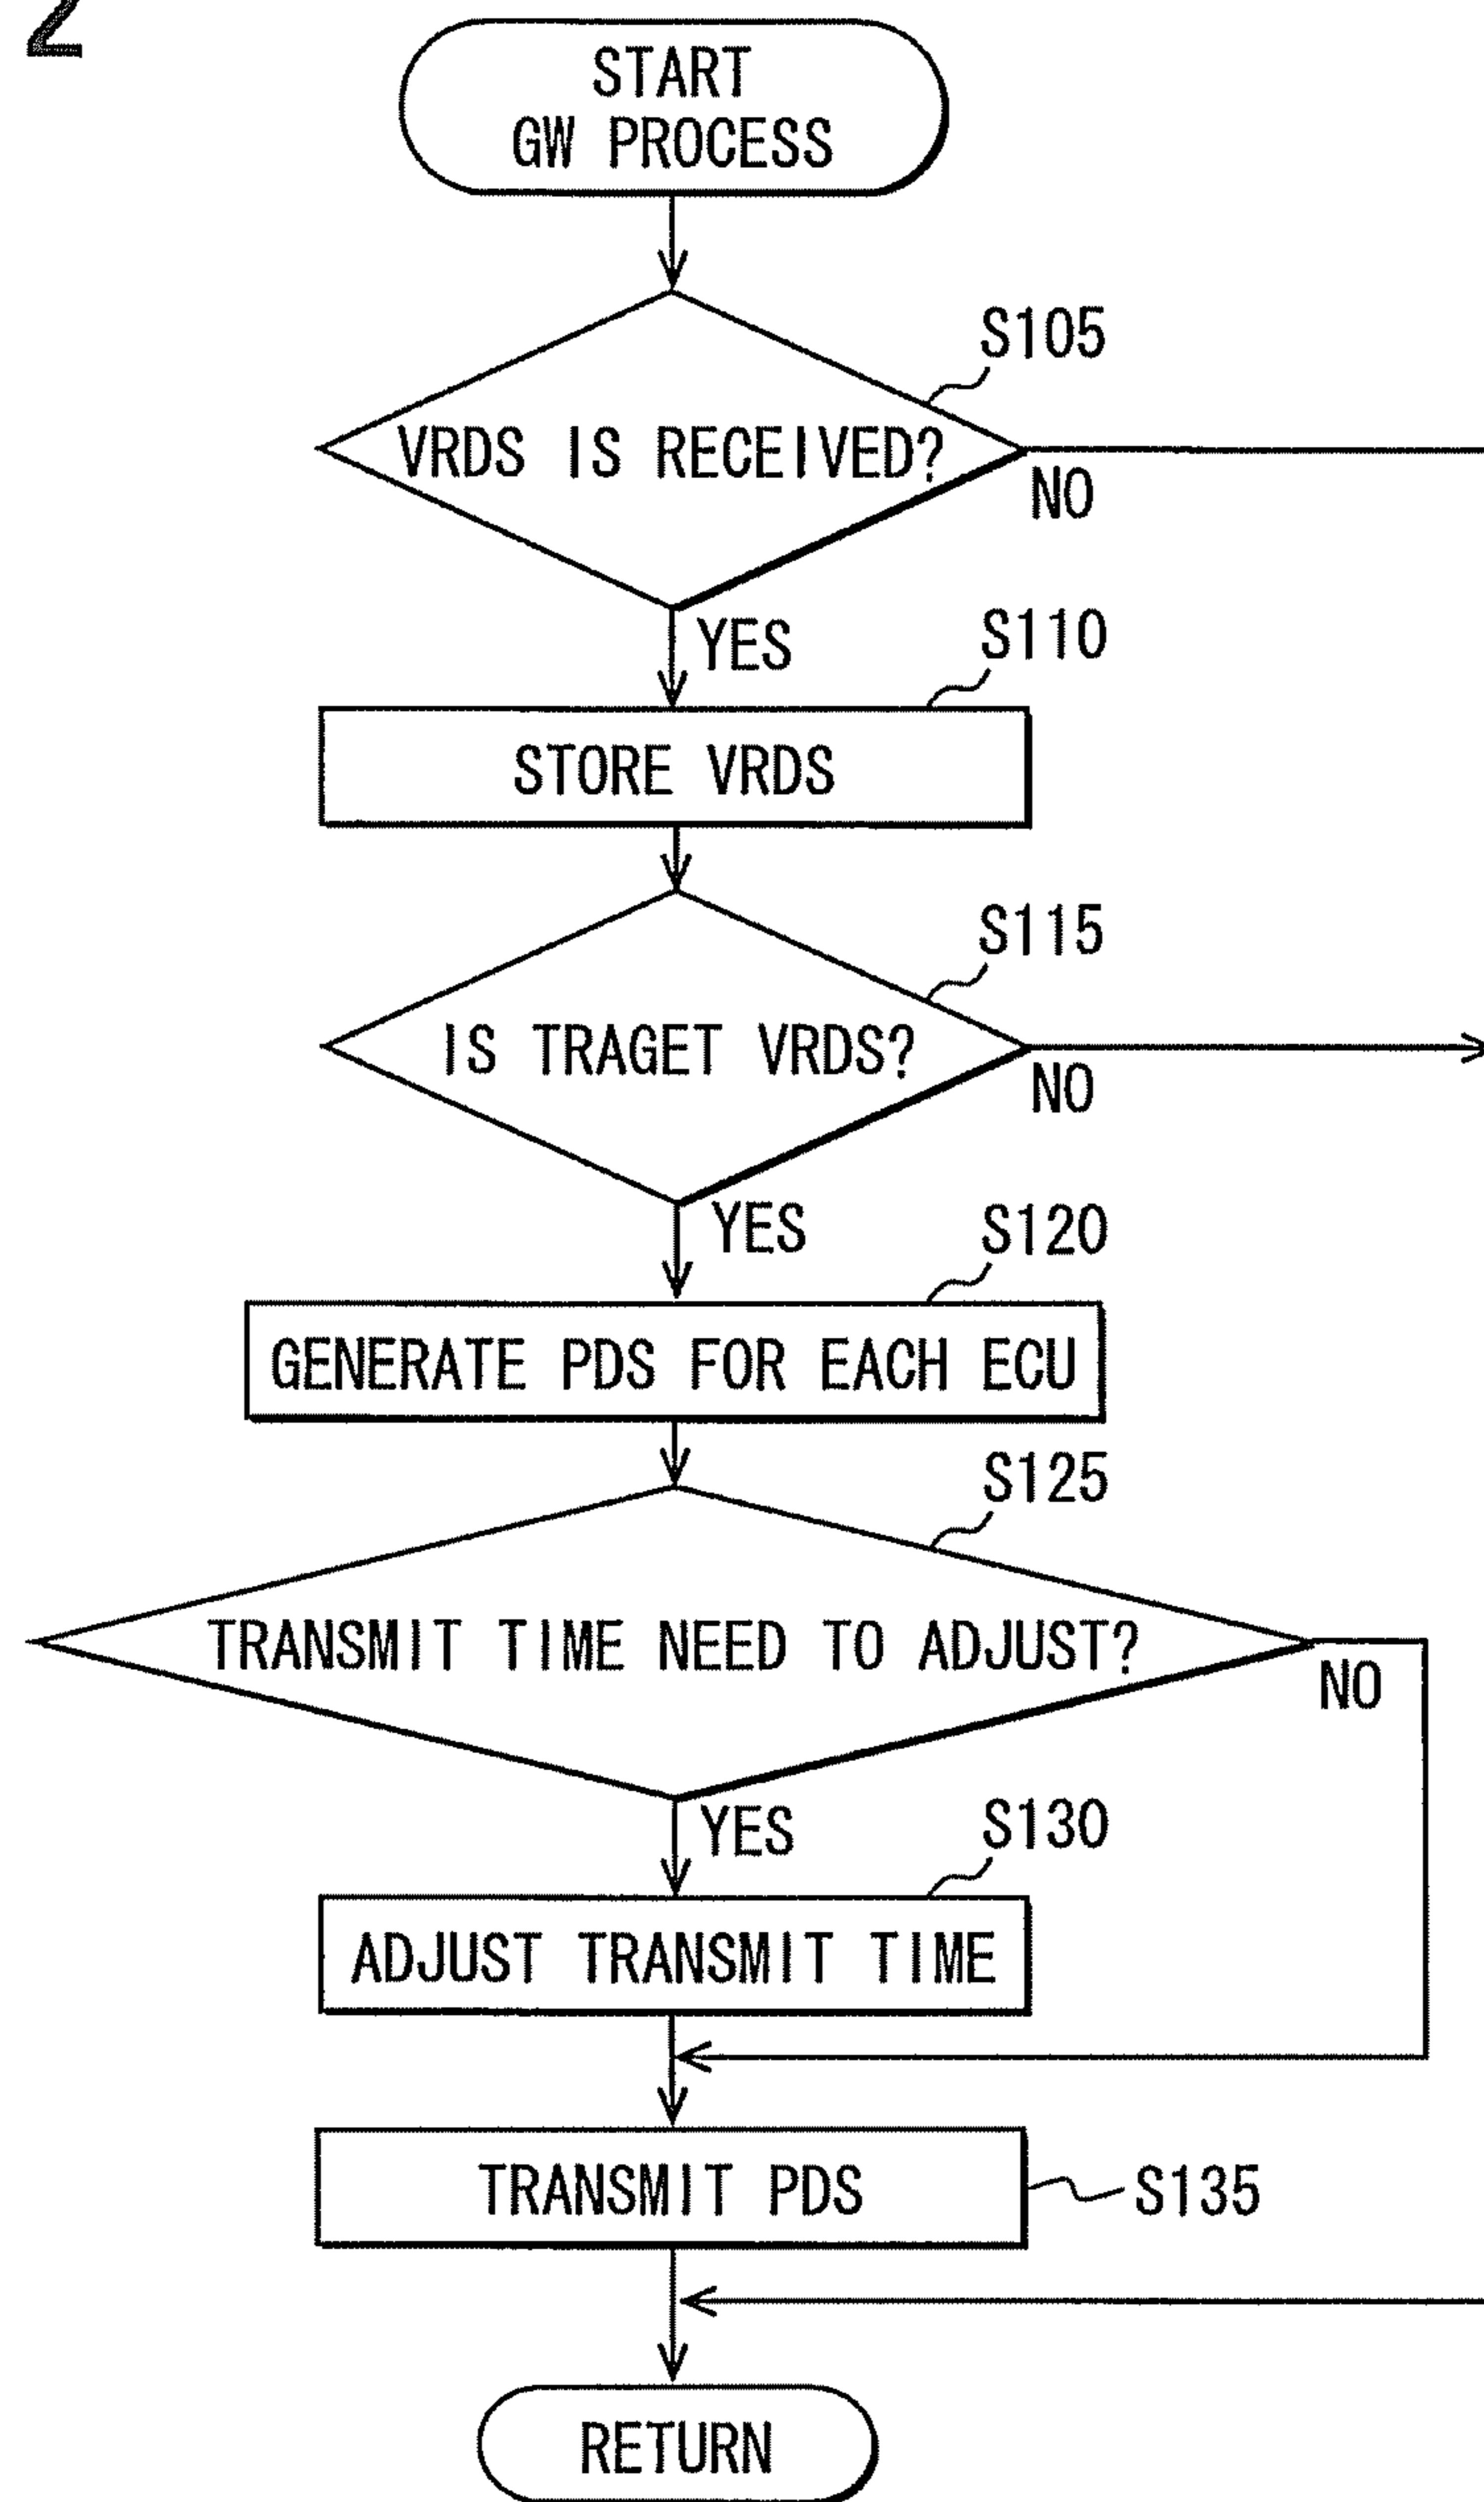 2
START
GW PROCESS
S105
VRDS IS RECEIVED?
NO
YES
S110
STORE VRDS
S115
IS TRAGET VRDS?
NO
YES
S120
GENERATE PDS FOR EACH ECU
S125
TRANSMIT TIME NEED TO ADJUST?
NO
YES
S130
ADJUST TRANSMIT TIME
TRANSMIT PDS
S135
RETURN